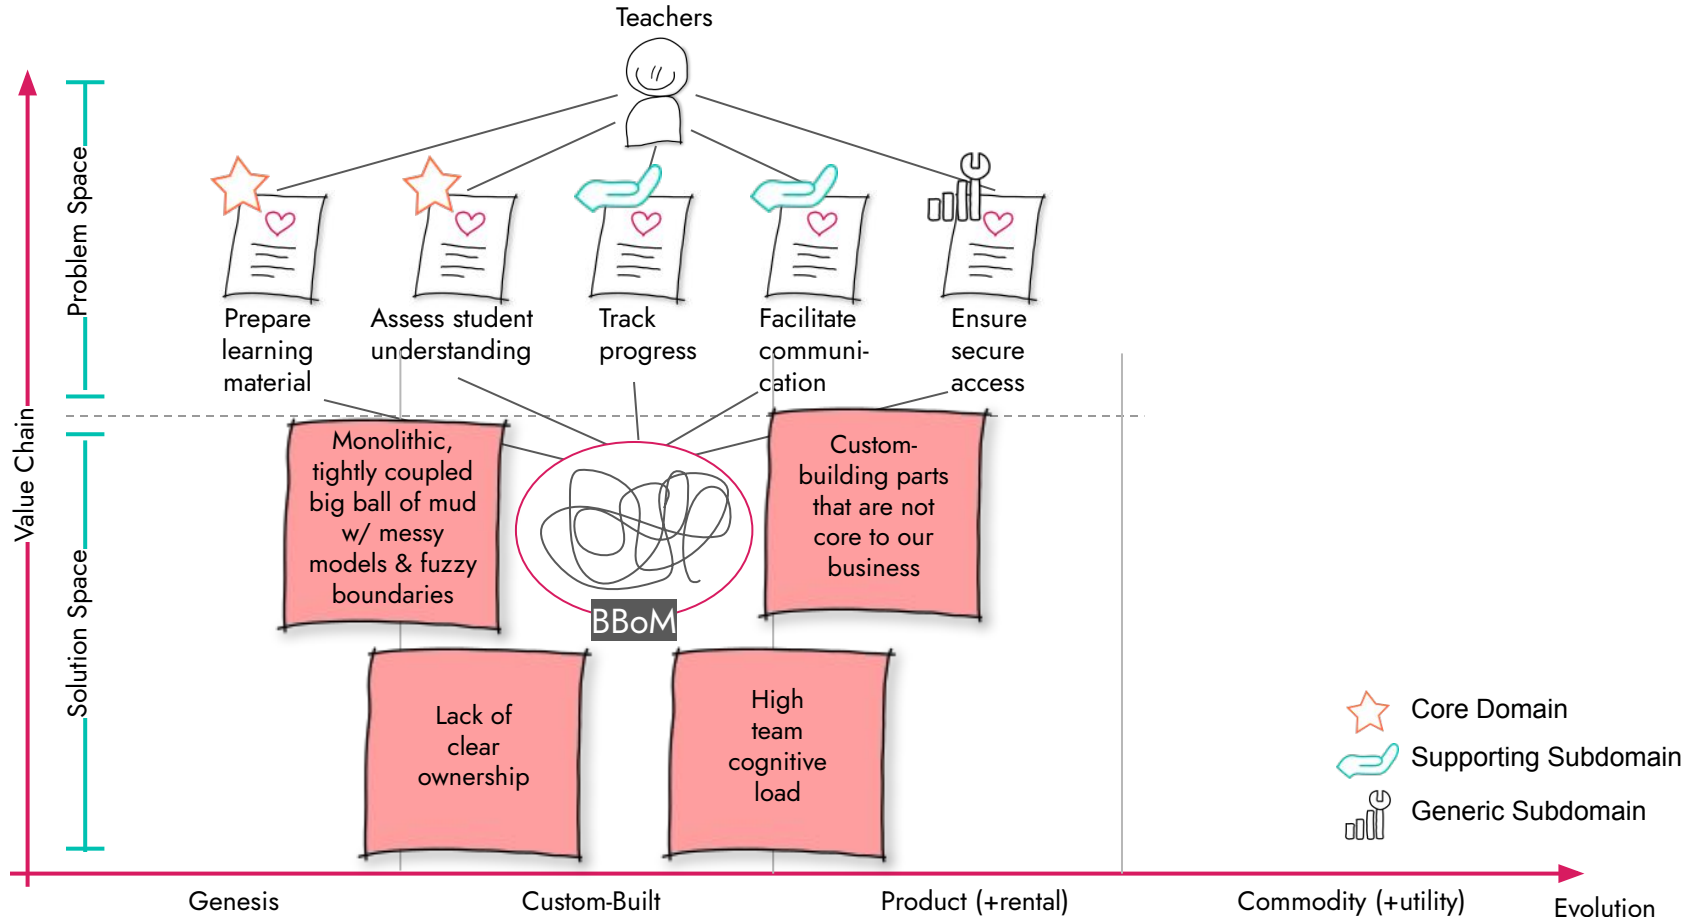 Teachers
Problem Space
Prepare
learning
material
Assess student
understanding
Track
progress
Facilitate
communi-
cation
Ensure
secure
access
Value Chain
Solution Space
Monolithic,
tightly coupled
big ball of mud
w/ messy
models & fuzzy
boundaries
BBoM
Custom-
building parts
that are not
core to our
business
Lack of
clear
ownership
High
team
cognitive
load
Core Domain
Supporting Subdomain
Generic Subdomain
Genesis
Custom-Built
Product (+rental)
Commodity (+utility)
Evolution